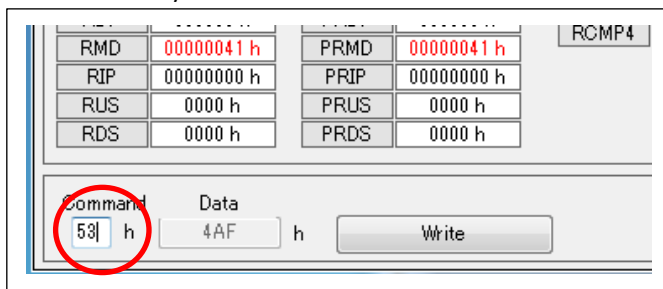 RCMP4
RMD 00000041 h PRMD 00000041 h
RIP 00000000 h PRIP 00000000 h
RUS 0000 h PRUS 0000 h
RDS 0000 h PRDS 0000 h
Command Data
53 h 4AF h Write